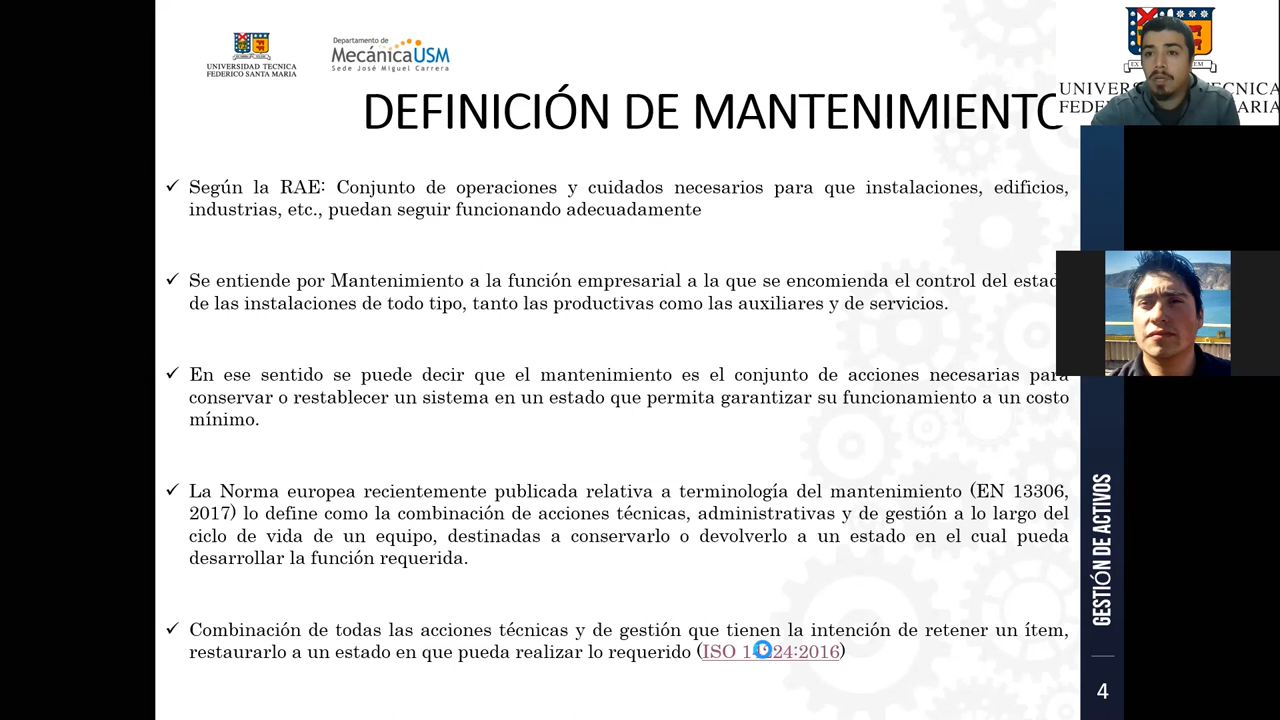 UNIVERSIDAD TECNICA
FEDERICO SANTA MARIA
Departamento de
MecánicaUSM
Sede José Miguel Carrera
DEFINICIÓN DE MANTENIMIENTO
✓ Según la RAE: Conjunto de operaciones y cuidados necesarios para que instalaciones, edificios,
industrias, etc., puedan seguir funcionando adecuadamente
✓ Se entiende por Mantenimiento a la función empresarial a la que se encomienda el control del estad
de las instalaciones de todo tipo, tanto las productivas como las auxiliares y de servicios.
✓ En ese sentido se puede decir que el mantenimiento es el conjunto de acciones necesarias para
conservar o restablecer un sistema en un estado que permita garantizar su funcionamiento a un costo
mínimo.
✓ La Norma europea recientemente publicada relativa a terminología del mantenimiento (EN 13306,
2017) lo define como la combinación de acciones técnicas, administrativas y de gestión a lo largo del
ciclo de vida de un equipo, destinadas a conservarlo o devolverlo a un estado en el cual pueda
desarrollar la función requerida.
✓ Combinación de todas las acciones técnicas y de gestión que tienen la intención de retener un ítem,
restaurarlo a un estado en que pueda realizar lo requerido (ISO 14224:2016)
GESTIÓN DE ACTIVOS
4